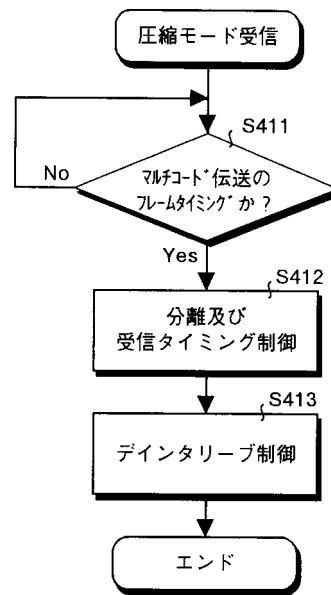 圧縮モード受信
S411
マルチコード伝送の
フレームタイミングか？
No
Yes
S412
分離及び
受信タイミング制御
S413
デインタリーブ制御
エンド